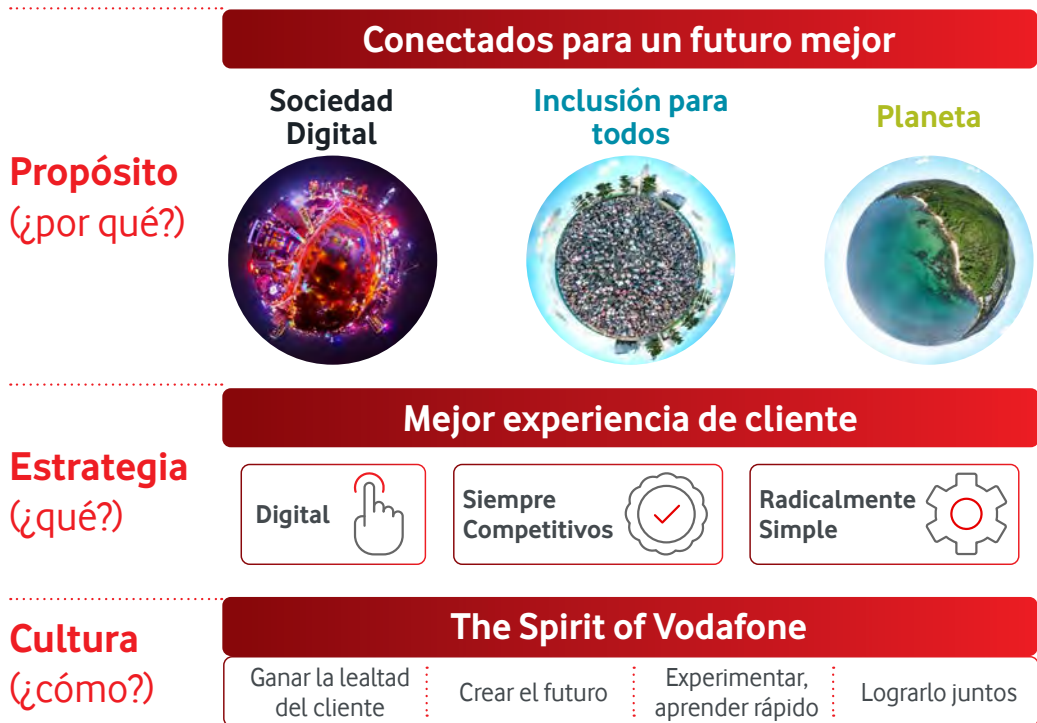 Conectados para un futuro mejor
Propósito
(¿por qué?)
Sociedad
Digital
Inclusión para
todos
Planeta
Mejor experiencia de cliente
Estrategia
(¿qué?)
Digital
Siempre
Competitivos
Radicalmente
Simple
The Spirit of Vodafone
Cultura
(¿cómo?)
Ganar la lealtad
del cliente
Crear el futuro
Experimentar,
aprender rápido
Lograrlo juntos